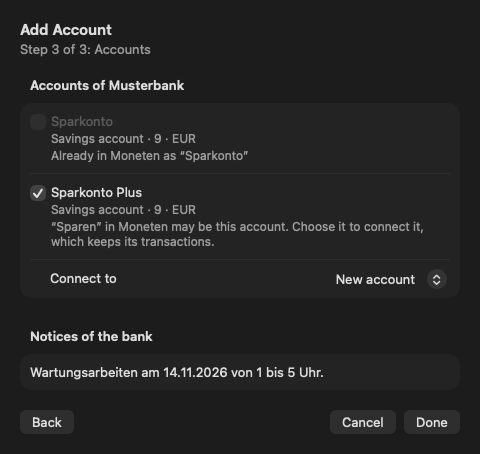 Add Account
Step 3 of 3: Accounts
Accounts of Musterbank
Sparkonto
Savings account · 9 · EUR
Already in Moneten as “Sparkonto”
Sparkonto Plus
Savings account · 9 · EUR
“Sparen” in Moneten may be this account. Choose it to connect it,
which keeps its transactions.
Connect to
New account
Notices of the bank
Wartungsarbeiten am 14.11.2026 von 1 bis 5 Uhr.
Back
Cancel
Done